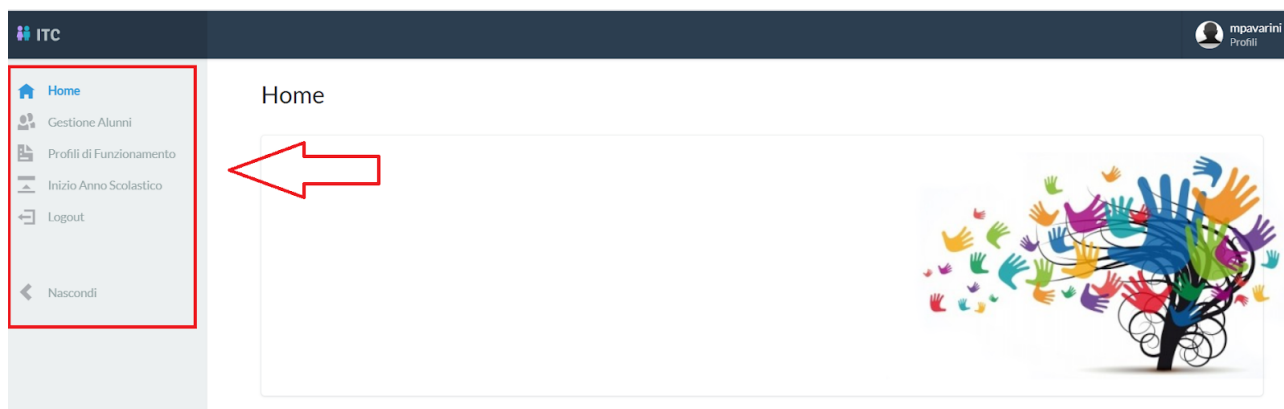 ITC
mpavarini
Profili
Home
Gestione Alunni
Profili di Funzionamento
Inizio Anno Scolastico
Logout
Nascondi
Home